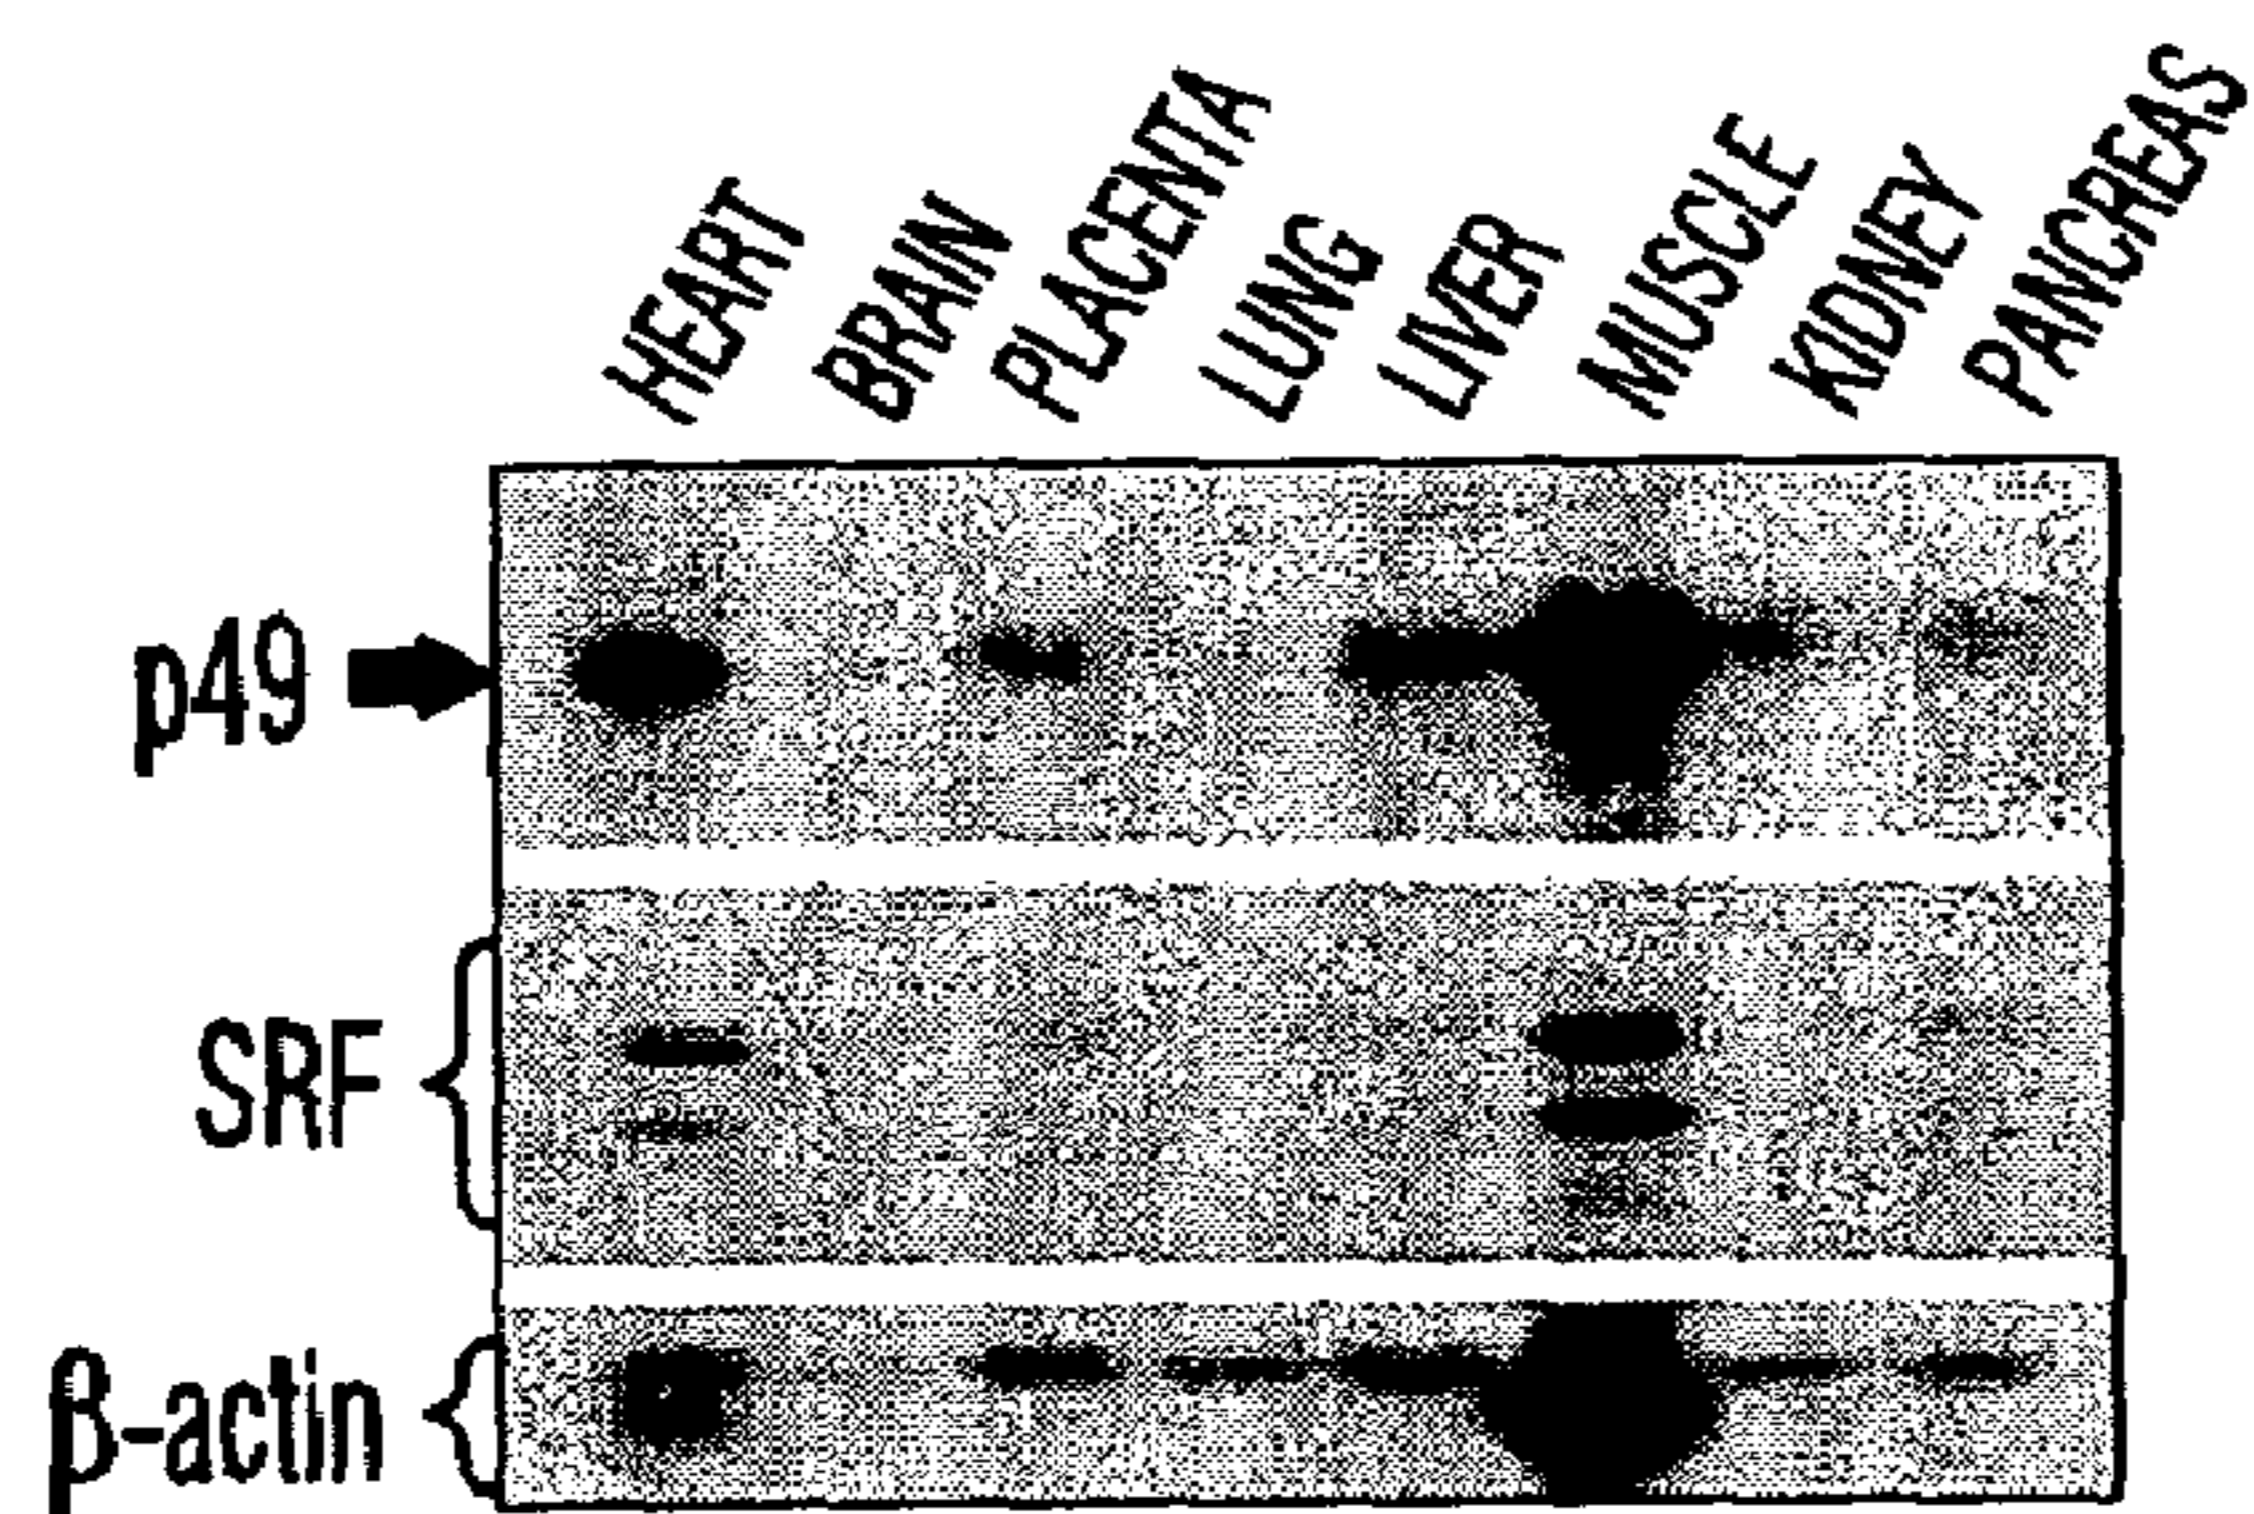 HEART
BRAIN
PLACENTA
LUNG
LIVER
MUSCLE
KIDNEY
PANCREAS
p49
SRF
β-actin